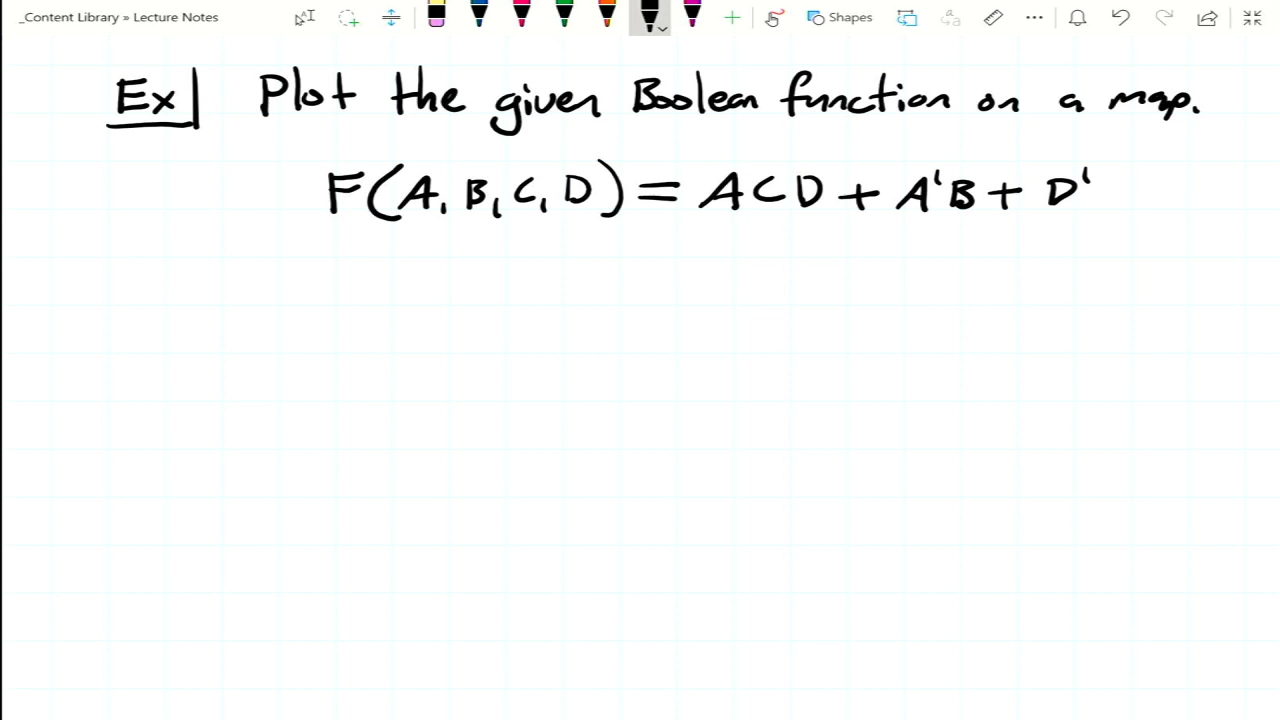 _Content Library » Lecture Notes Shapes
Ex Plot the given Boolean function on a map.
F(A, B, C, D) = ACD + A'B + D'